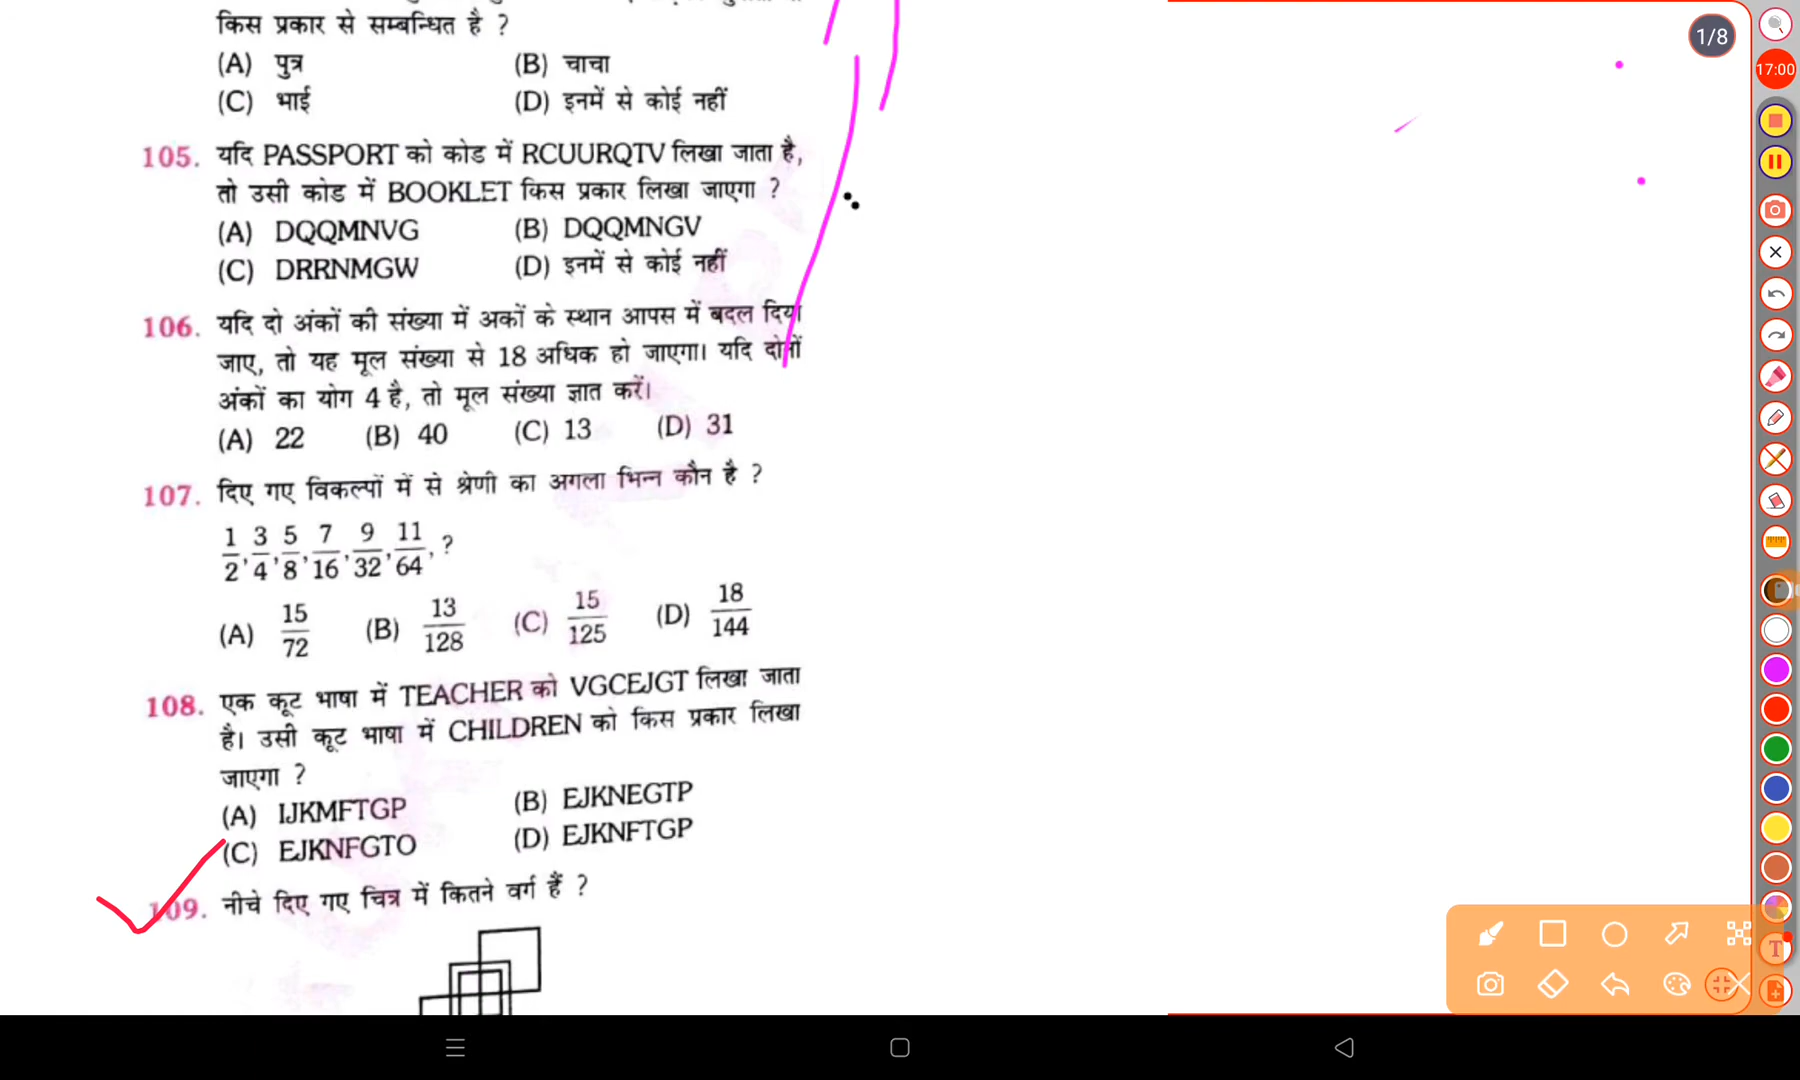 किस प्रकार से सम्बन्धित है ?
(A) पुत्र (B) चाचा
(C) भाई (D) इनमें से कोई नहीं
105. यदि PASSPORT को कोड में RCUURQTV लिखा जाता है,
तो उसी कोड में BOOKLET किस प्रकार लिखा जाएगा ?
(A) DQQMNVG (B) DQQMNGV
(C) DRRNMGW (D) इनमें से कोई नहीं
106. यदि दो अंकों की संख्या में अकों के स्थान आपस में बदल दिया
जाए, तो यह मूल संख्या से 18 अधिक हो जाएगा। यदि दोनों
अंकों का योग 4 है, तो मूल संख्या ज्ञात करें।
(A) 22 (B) 40 (C) 13 (D) 31
107. दिए गए विकल्पों में से श्रेणी का अगला भिन्न कौन है ?
1/2, 3/4, 5/8, 7/16, 9/32, 11/64, ?
(A) 15/72 (B) 13/128 (C) 15/125 (D) 18/144
108. एक कूट भाषा में TEACHER को VGCEJGT लिखा जाता
है। उसी कूट भाषा में CHILDREN को किस प्रकार लिखा
जाएगा ?
(A) IJKMFTGP (B) EJKNEGTP
(C) EJKNFGTO (D) EJKNFTGP
109. नीचे दिए गए चित्र में कितने वर्ग हैं ?
1/8
17:00
T